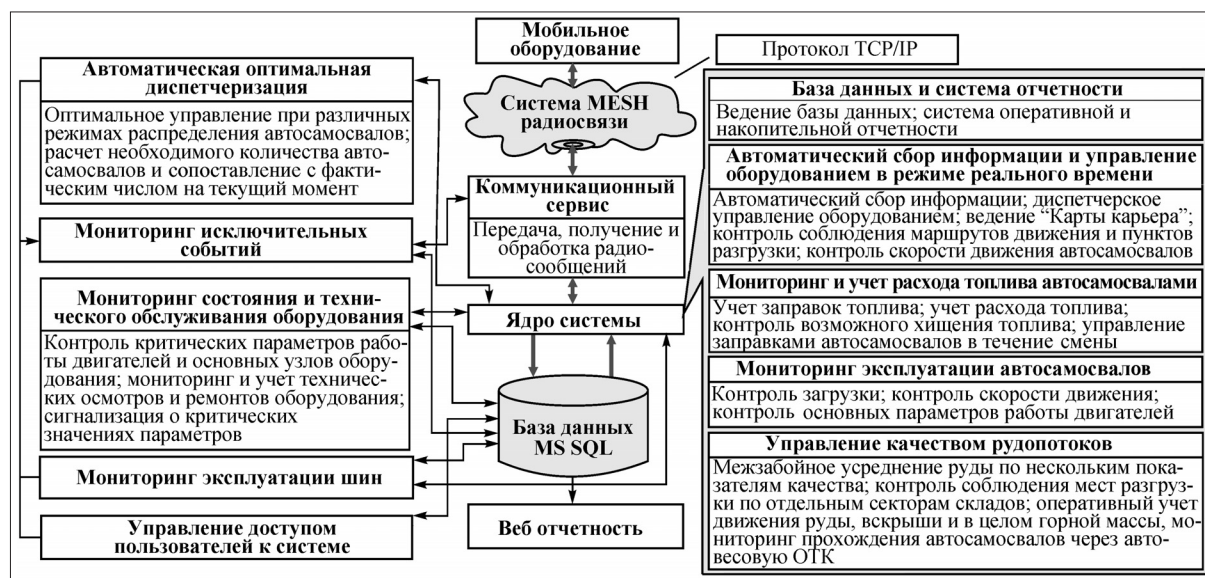 Мобильное
оборудование
Протокол TCP/IP
Система MESH
радиосвязи
Коммуникационный
сервис
Передача, получение и
обработка радио-
сообщений
Ядро системы
База данных
MS SQL
Веб отчетность
Автоматическая оптимальная
диспетчеризация
Оптимальное управление при различных
режимах распределения автосамосвалов;
расчет необходимого количества авто-
самосвалов и сопоставление с факти-
ческим числом на текущий момент
Мониторинг исключительных
событий
Мониторинг состояния и техни-
ческого обслуживания оборудования
Контроль критических параметров рабо-
ты двигателей и основных узлов обору-
дования; мониторинг и учет техничес-
ких осмотров и ремонтов оборудования;
сигнализация о критических
значениях параметров
Мониторинг эксплуатации шин
Управление доступом
пользователей к системе
База данных и система отчетности
Ведение базы данных; система оперативной и
накопительной отчетности
Автоматический сбор информации и управление
оборудованием в режиме реального времени
Автоматический сбор информации; диспетчерское
управление оборудованием; ведение “Карты карьера”;
контроль соблюдения маршрутов движения и пунктов
разгрузки; контроль скорости движения автосамосвалов
Мониторинг и учет расхода топлива автосамосвалами
Учет заправок топлива; учет расхода топлива;
контроль возможного хищения топлива; управление
заправками автосамосвалов в течение смены
Мониторинг эксплуатации автосамосвалов
Контроль загрузки; контроль скорости движения;
контроль основных параметров работы двигателей
Управление качеством рудопотоков
Межзабойное усреднение руды по нескольким пока-
зателям качества; контроль соблюдения мест разгруз-
ки по отдельным секторам складов; оперативный учет
движения руды, вскрыши и в целом горной массы, мо-
ниторинг прохождения автосамосвалов через авто-
весовую ОТК